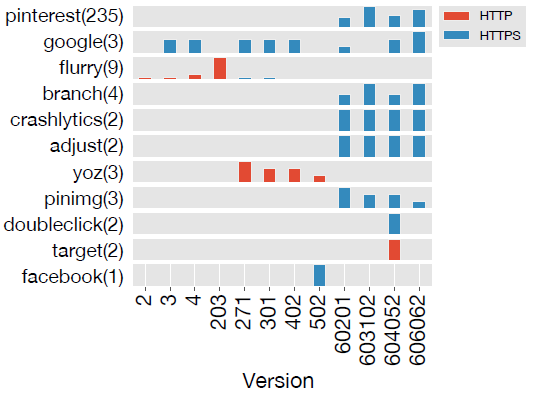 pinterest(235)
google(3)
flurry(9)
branch(4)
crashlytics(2)
adjust(2)
yoz(3)
pinimg(3)
doubleclick(2)
target(2)
facebook(1)
HTTP
HTTPS
2 3 4 203 271 301 402 502 60201 603102 604052 606062
Version